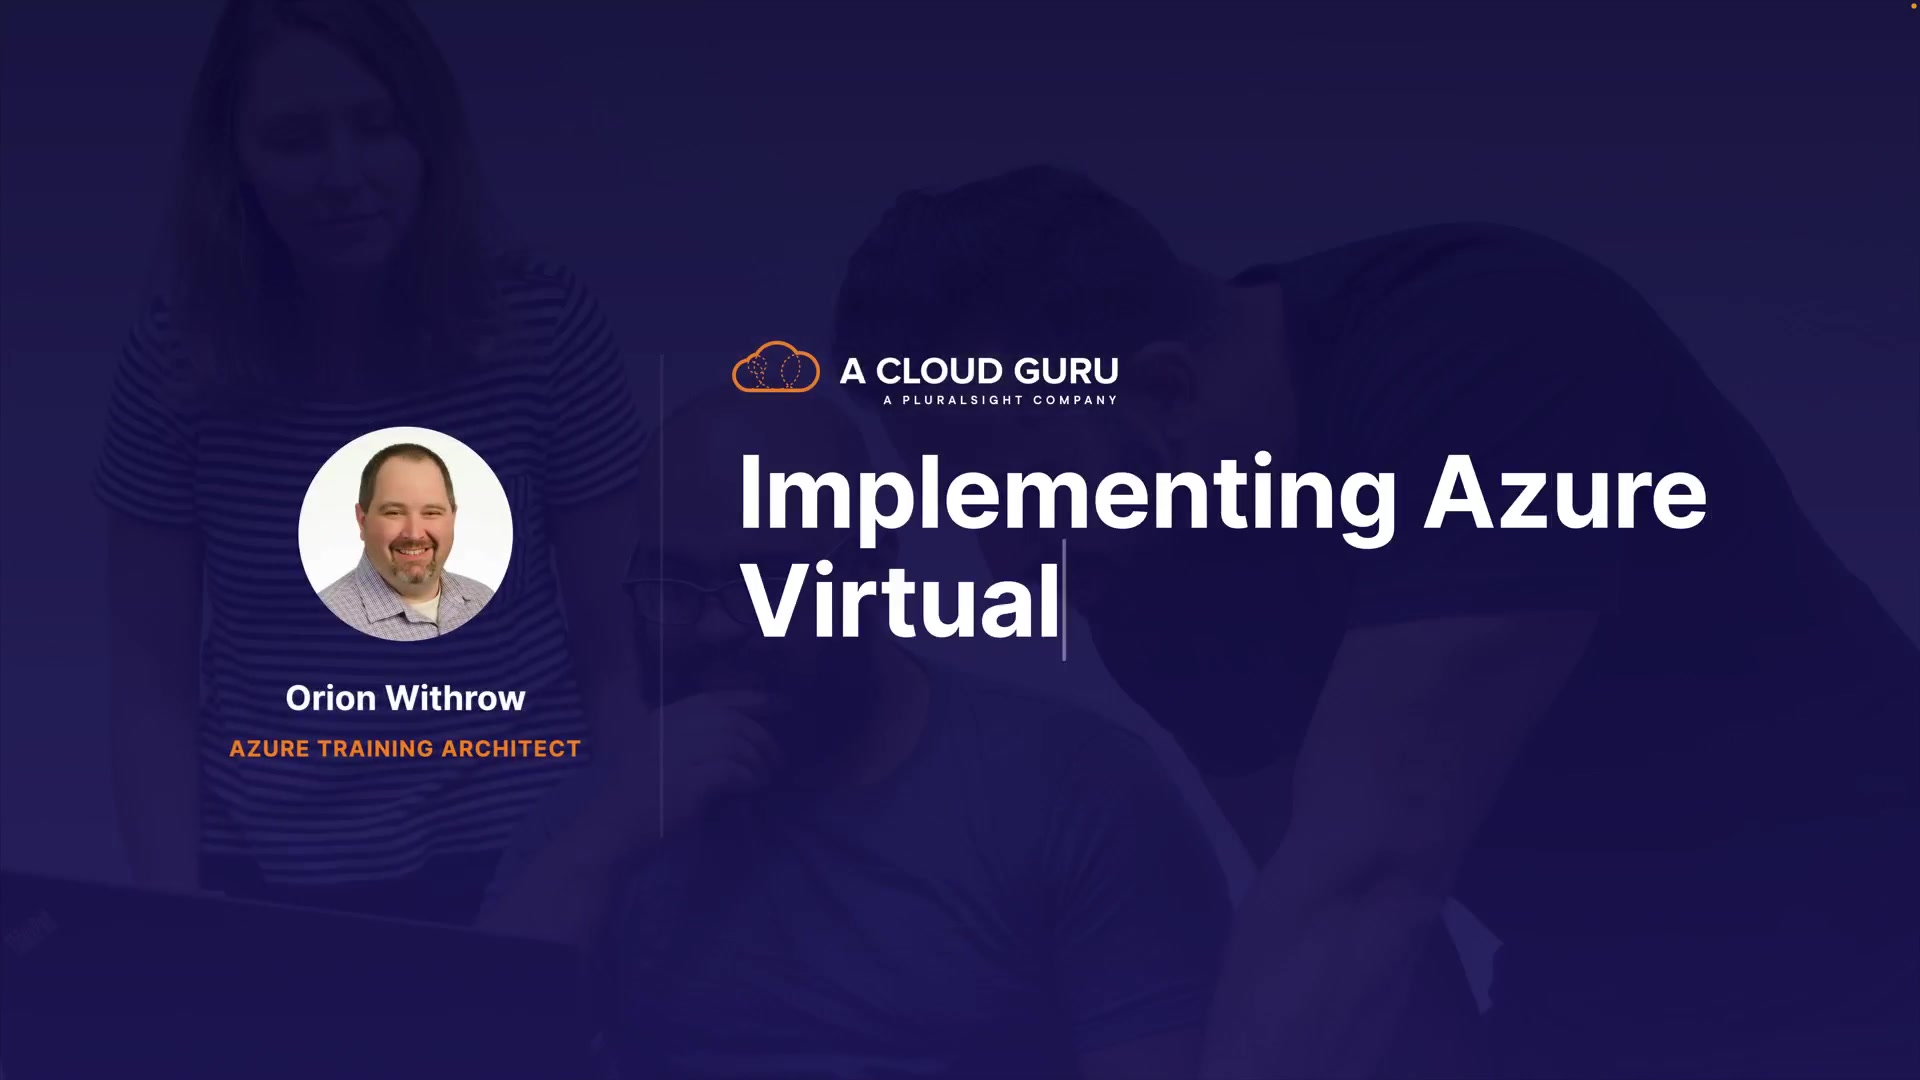 A CLOUD GURU
A PLURALSIGHT COMPANY
Implementing Azure
Virtual
Orion Withrow
AZURE TRAINING ARCHITECT